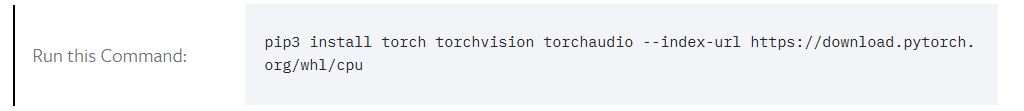 Run this Command:
pip3 install torch torchvision torchaudio --index-url https://download.pytorch.
org/whl/cpu